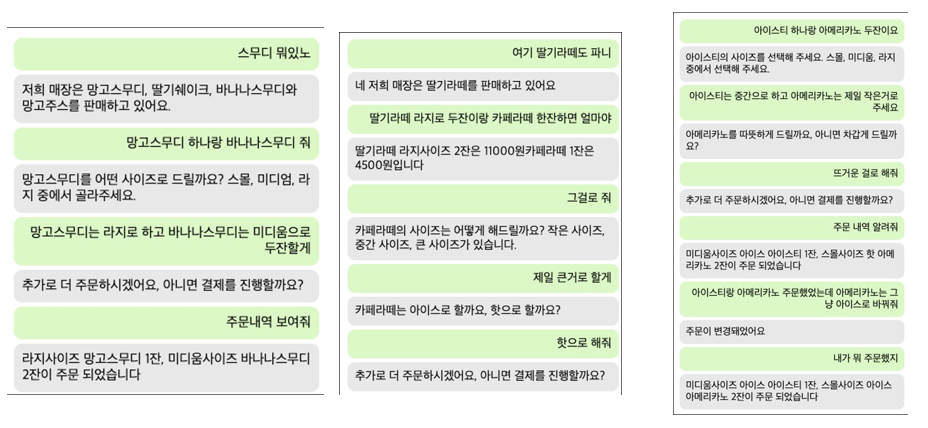 스무디 뭐있노
저희 매장은 망고스무디, 딸기쉐이크, 바나나스무디와
망고주스를 판매하고 있어요.
망고스무디 하나랑 바나나스무디 줘
망고스무디를 어떤 사이즈로 드릴까요? 스몰, 미디엄, 라
지 중에서 골라주세요.
망고스무디는 라지로 하고 바나나스무디는 미디움으로
두잔할게
추가로 더 주문하시겠어요, 아니면 결제를 진행할까요?
주문내역 보여줘
라지사이즈 망고스무디 1잔, 미디움사이즈 바나나스무디
2잔이 주문 되었습니다
여기 딸기라떼도 파니
네 저희 매장은 딸기라떼를 판매하고 있어요
딸기라떼 라지로 두잔이랑 카페라떼 한잔하면 얼마야
딸기라떼 라지사이즈 2잔은 11000원카페라떼 1잔은
4500원입니다
그걸로 줘
카페라떼의 사이즈는 어떻게 해드릴까요? 작은 사이즈,
중간 사이즈, 큰 사이즈가 있습니다.
제일 큰거로 할게
카페라떼는 아이스로 할까요, 핫으로 할까요?
핫으로 해줘
추가로 더 주문하시겠어요, 아니면 결제를 진행할까요?
아이스티 하나랑 아메리카노 두잔이요
아이스티의 사이즈를 선택해 주세요. 스몰, 미디움, 라지
중에서 선택해 주세요.
아이스티는 중간으로 하고 아메리카노는 제일 작은거로
주세요
아메리카노를 따뜻하게 드릴까요, 아니면 차갑게 드릴까
요?
뜨거운 걸로 해줘
추가로 더 주문하시겠어요, 아니면 결제를 진행할까요?
주문 내역 알려줘
미디움사이즈 아이스 아이스티 1잔, 스몰사이즈 핫 아메
리카노 2잔이 주문 되었습니다
아이스티랑 아메리카노 주문했었는데 아메리카노는 그
냥 아이스로 바꿔줘
주문이 변경돼었어요
내가 뭐 주문했지
미디움사이즈 아이스 아이스티 1잔, 스몰사이즈 아이스
아메리카노 2잔이 주문 되었습니다